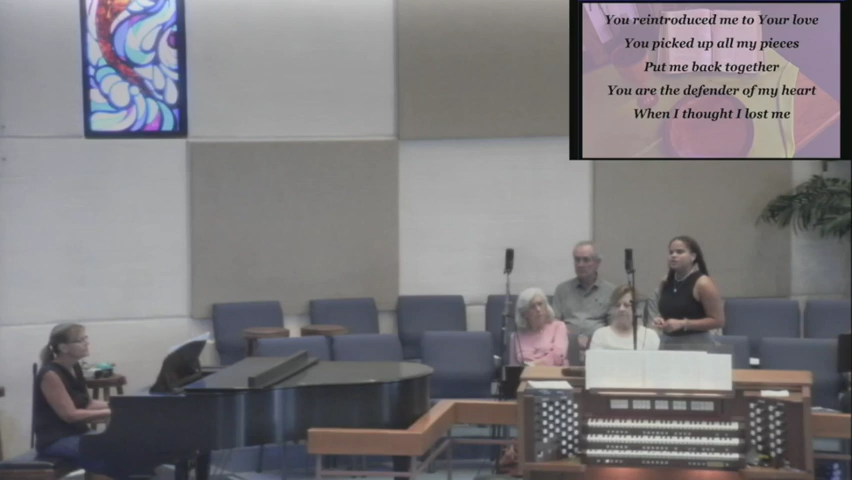 You reintroduced me to Your love
You picked up all my pieces
Put me back together
You are the defender of my heart
When I thought I lost me